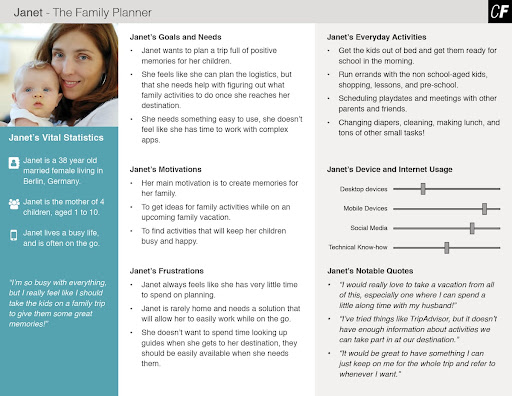 Janet - The Family Planner
CF
Janet's Vital Statistics
Janet is a 38 year old
married female living in
Berlin, Germany.
Janet is the mother of 4
children, aged 1 to 10.
Janet lives a busy life,
and is often on the go.
"I'm so busy with everything,
but I really feel like I should
take the kids on a family trip
to give them some great
memories!"
Janet's Goals and Needs
• Janet wants to plan a trip full of positive
memories for her children.
• She feels like she can plan the logistics, but
that she needs help with figuring out what
family activities to do once she reaches her
destination.
• She needs something easy to use, she doesn't
feel like she has time to work with complex
apps.
Janet's Motivations
• Her main motivation is to create memories for
her family.
• To get ideas for family activities while on an
upcoming family vacation.
• To find activities that will keep her children
busy and happy.
Janet's Frustrations
• Janet always feels like she has very little time
to spend on planning.
• Janet is rarely home and needs a solution that
will allow her to easily work while on the go.
• She doesn't want to spend time looking up
guides when she gets to her destination, they
should be easily available when she needs
them.
Janet's Everyday Activities
• Get the kids out of bed and get them ready for
school in the morning.
• Run errands with the non school-aged kids,
shopping, lessons, and pre-school.
• Scheduling playdates and meetings with other
parents and friends.
• Changing diapers, cleaning, making lunch, and
tons of other small tasks!
Janet's Device and Internet Usage
Desktop devices
Mobile Devices
Social Media
Technical Know-how
Janet's Notable Quotes
• "I would really love to take a vacation from all
of this, especially one where I can spend a
little along time with my husband!"
• "I've tried things like TripAdvisor, but it doesn't
have enough information about activities we
can take part in at our destination."
• "It would be great to have something I can
just keep on me for the whole trip and refer to
whenever I want."